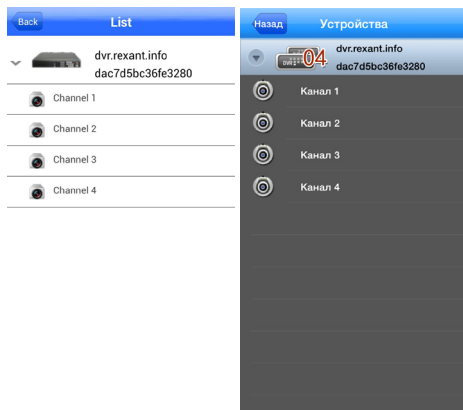 Back List
dvr.rexant.info
dac7d5bc36fe3280
Channel 1
Channel 2
Channel 3
Channel 4
Назад Устройства
DVR 04 dvr.rexant.info
dac7d5bc36fe3280
Канал 1
Канал 2
Канал 3
Канал 4